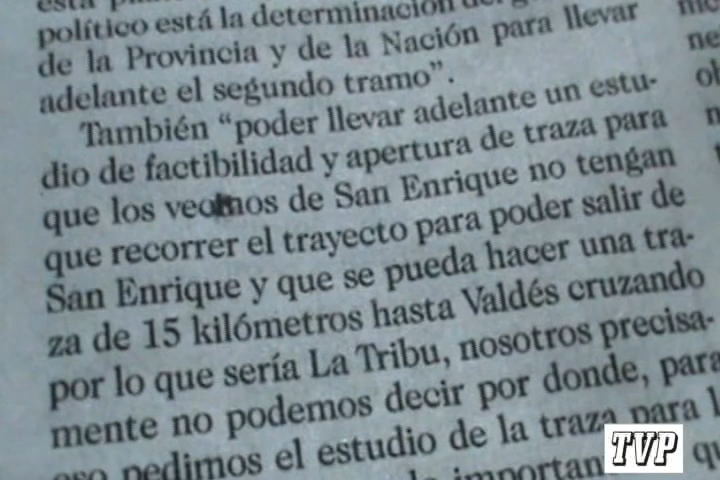 político está la determinación
de la Provincia y de la Nación para llevar
adelante el segundo tramo”.
También “poder llevar adelante un estu-
dio de factibilidad y apertura de traza para
que los vecinos de San Enrique no tengan
que recorrer el trayecto para poder salir de
San Enrique y que se pueda hacer una tra-
za de 15 kilómetros hasta Valdés cruzando
por lo que sería La Tribu, nosotros precisa-
mente no podemos decir por donde, para
eso pedimos el estudio de la traza para
TVP